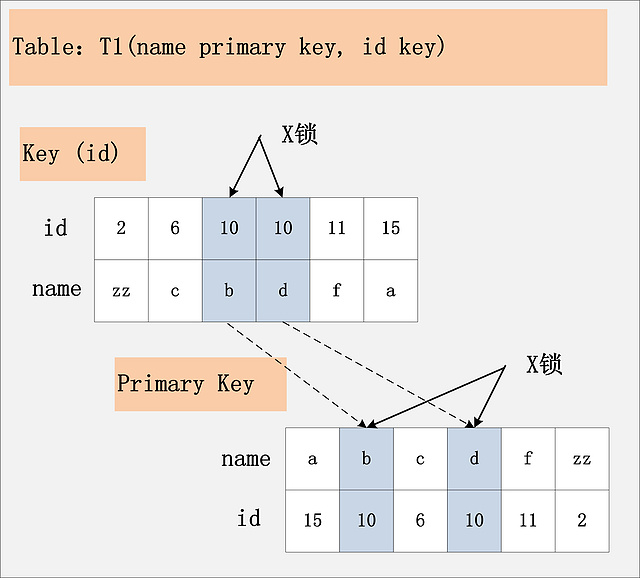 Table: T1(name primary key, id key)
X锁
Key (id)
id 2 6 10 10 11 15
name zz c b d f a
X锁
Primary Key
name a b c d f zz
id 15 10 6 10 11 2